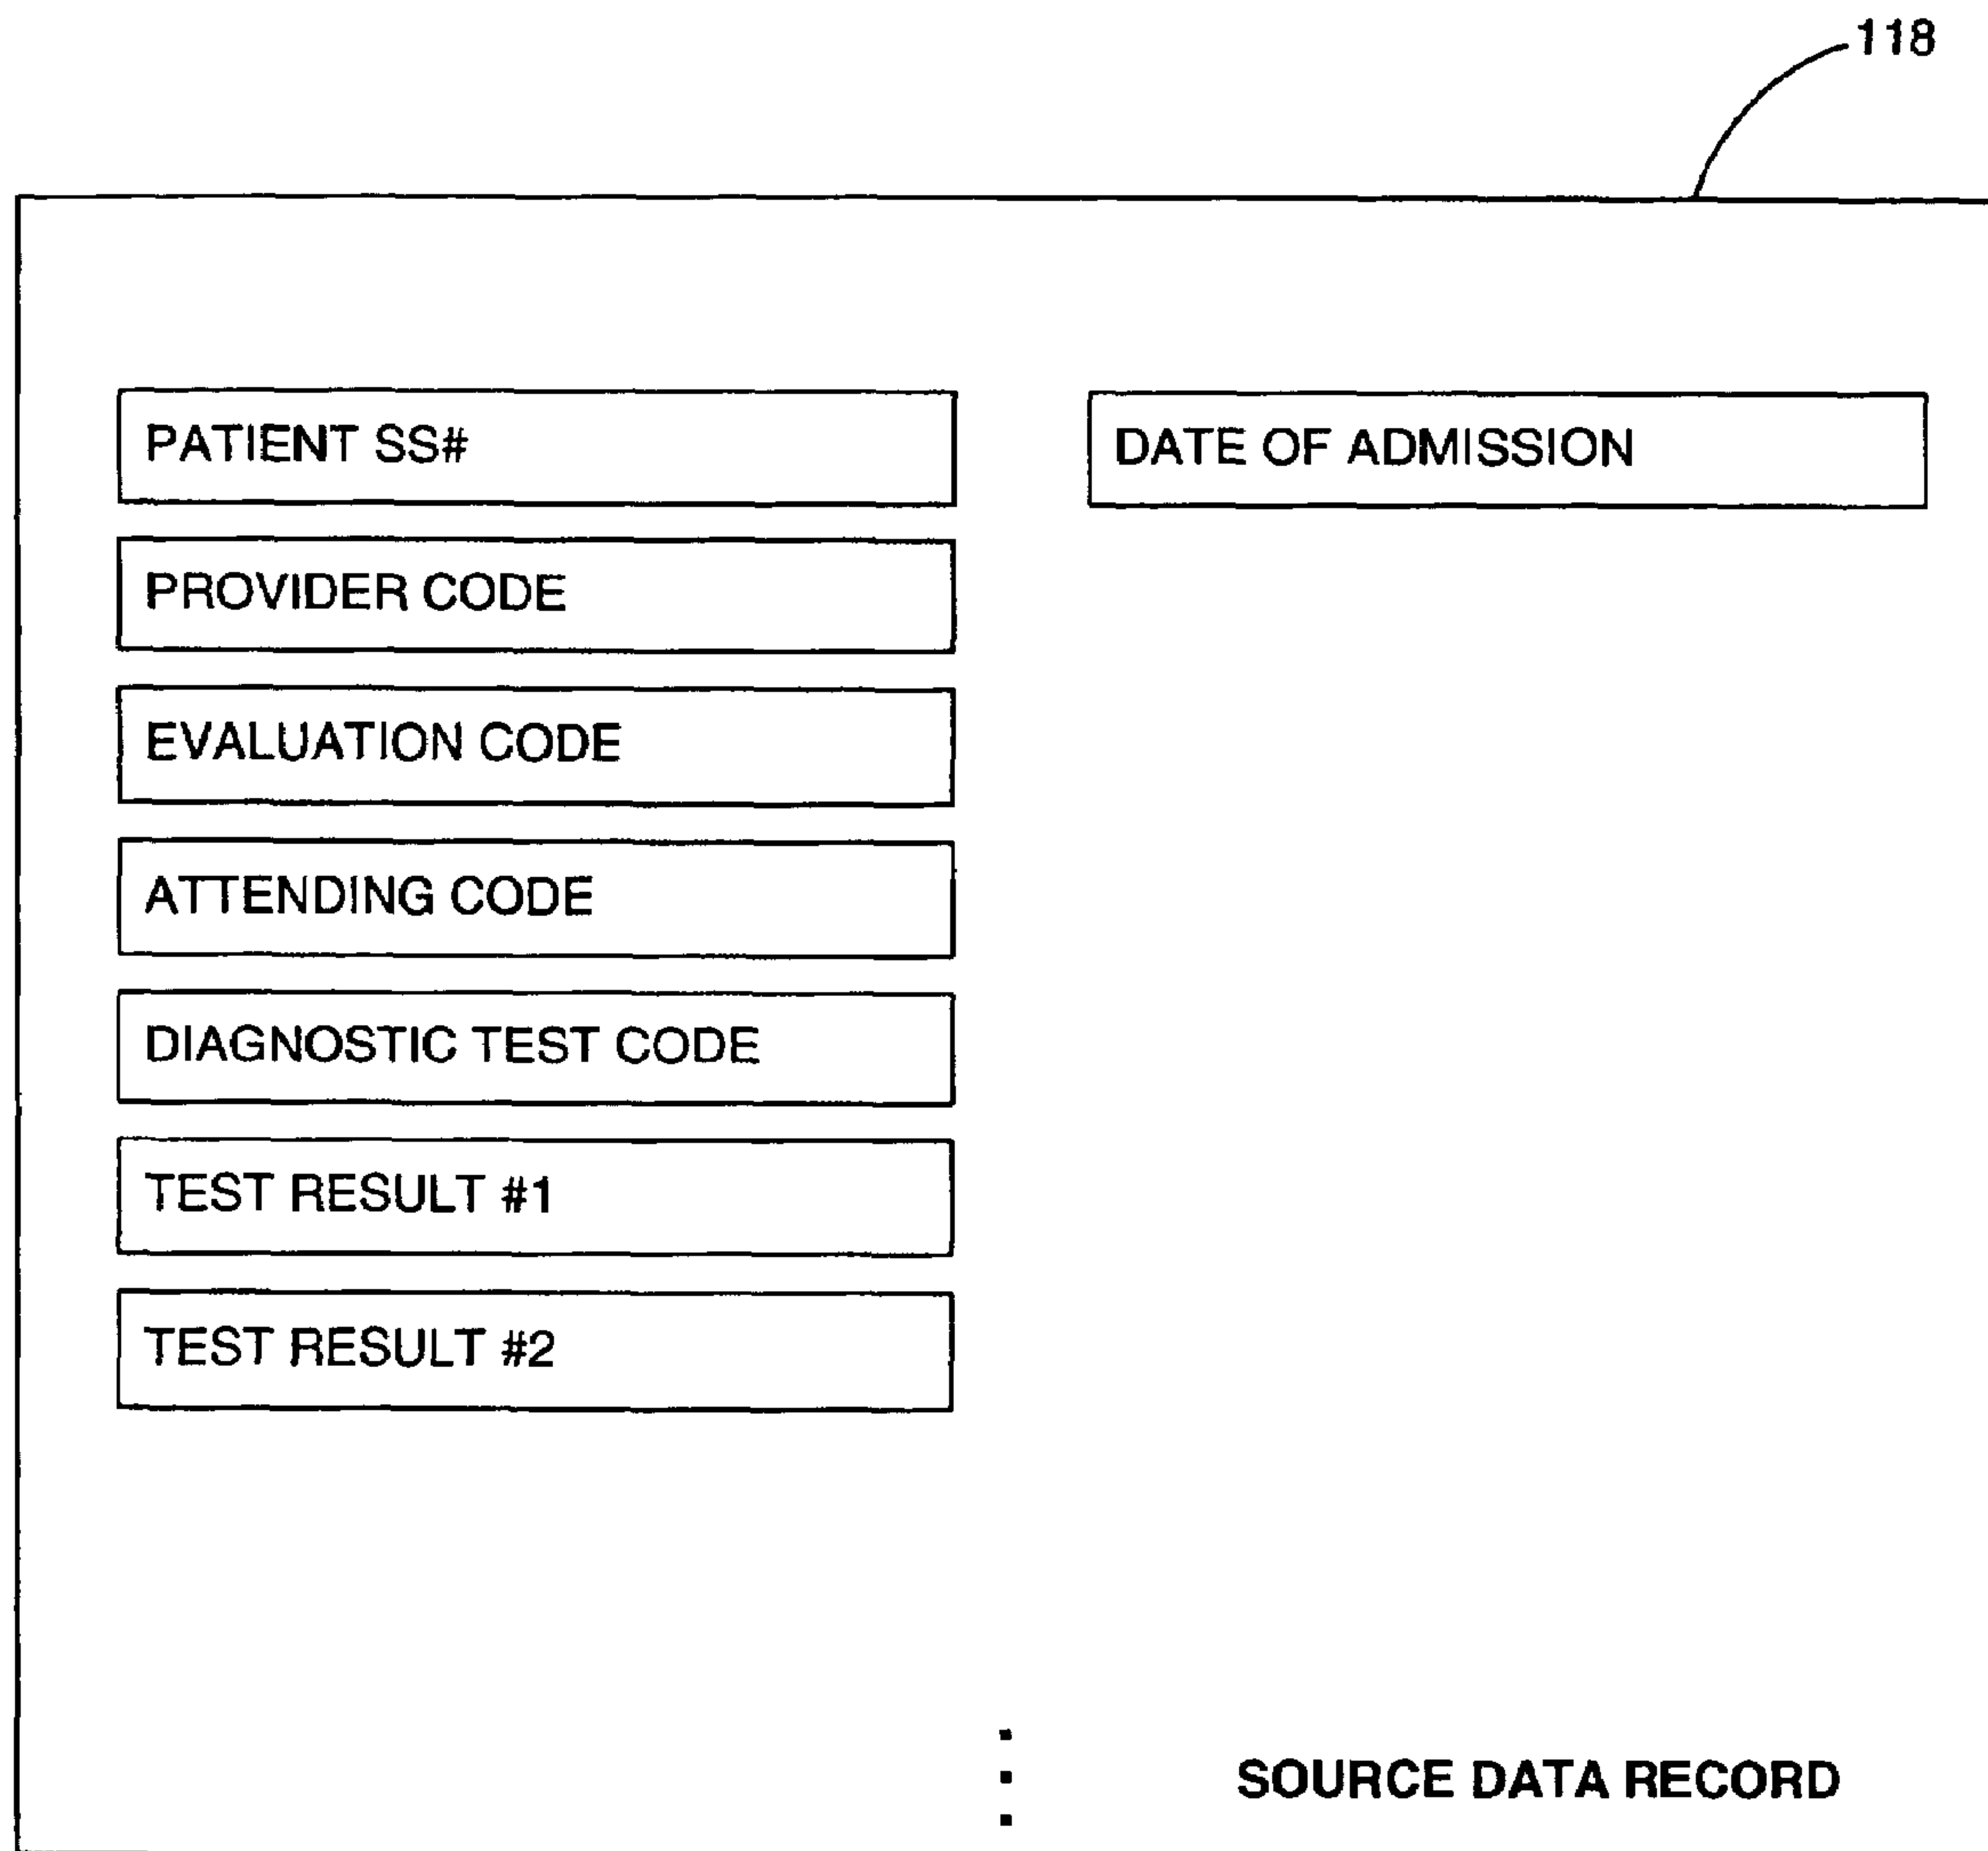 118
PATIENT SS#
DATE OF ADMISSION
PROVIDER CODE
EVALUATION CODE
ATTENDING CODE
DIAGNOSTIC TEST CODE
TEST RESULT #1
TEST RESULT #2
SOURCE DATA RECORD